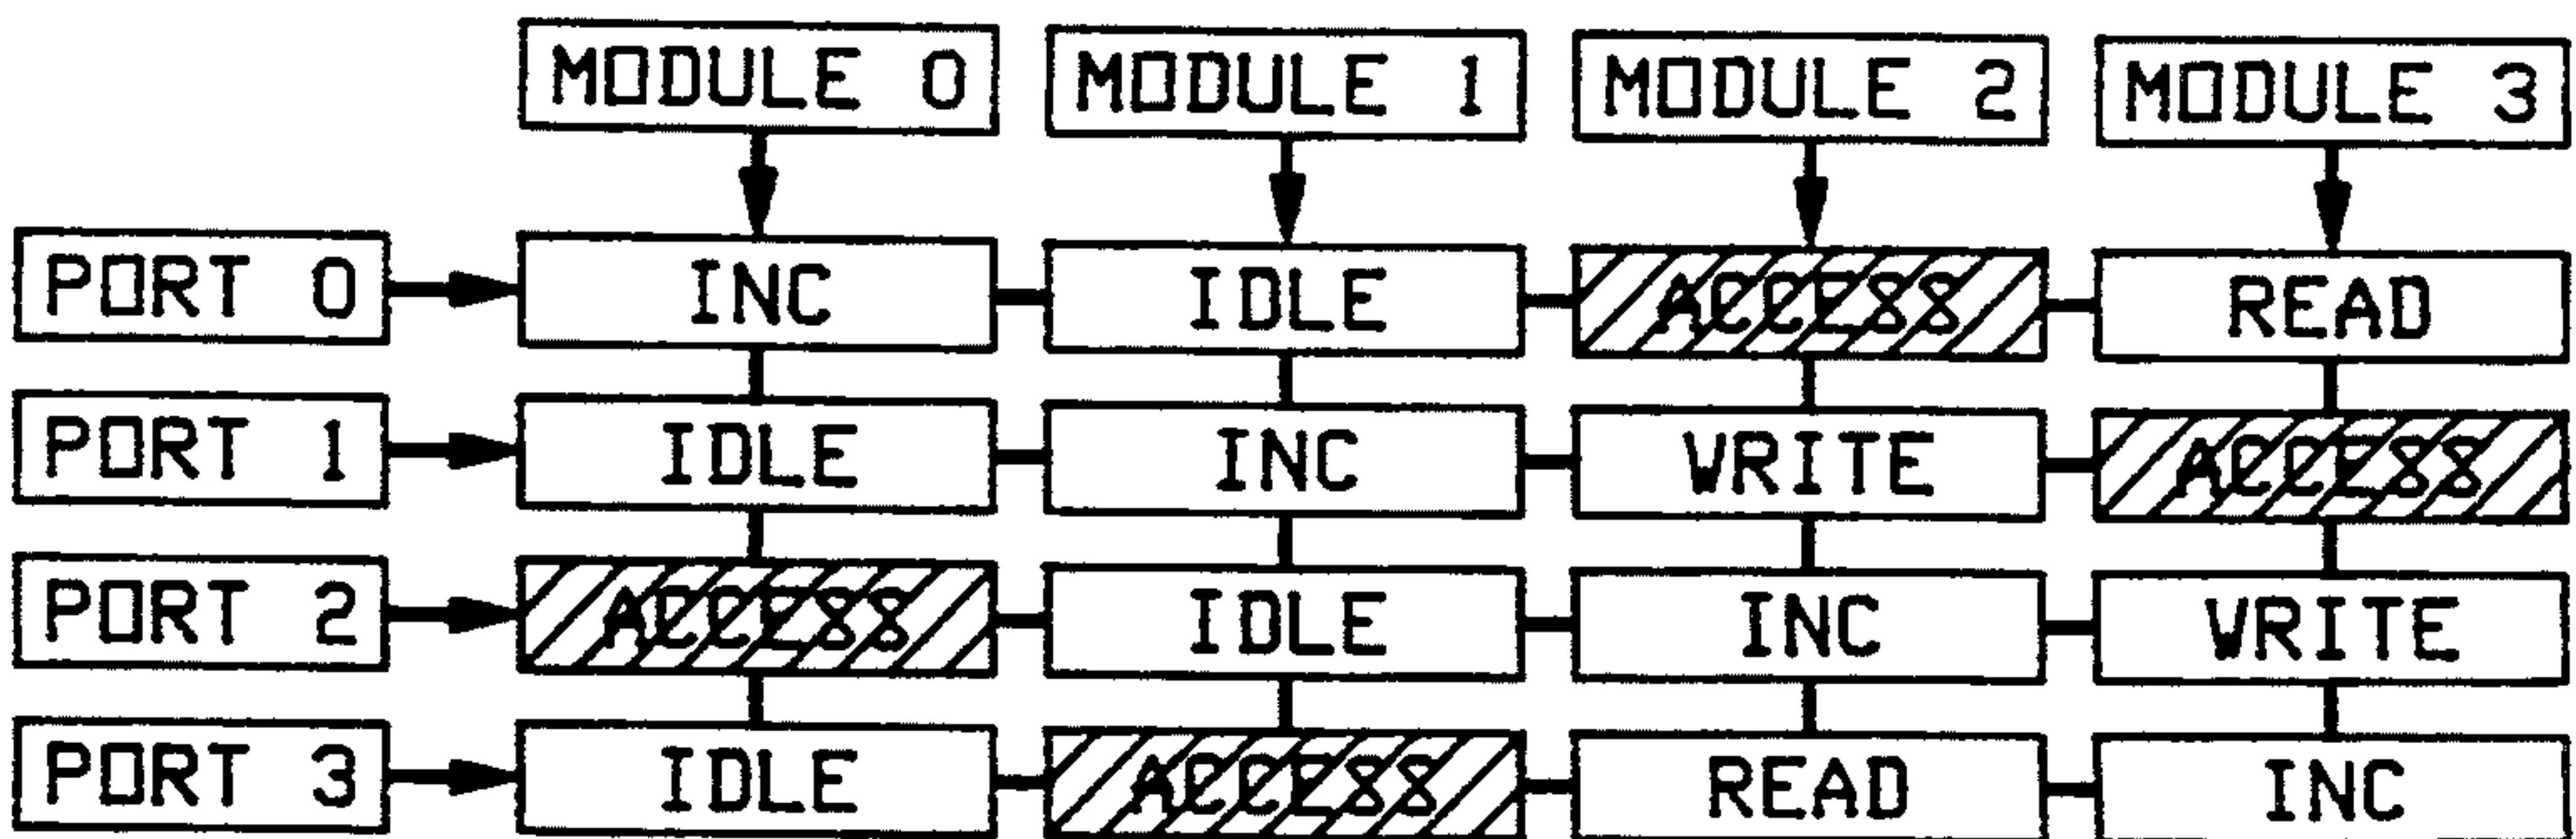 MODULE 0 MODULE 1 MODULE 2 MODULE 3
PORT 0 INC IDLE ACCESS READ
PORT 1 IDLE INC WRITE ACCESS
PORT 2 ACCESS IDLE INC WRITE
PORT 3 IDLE ACCESS READ INC